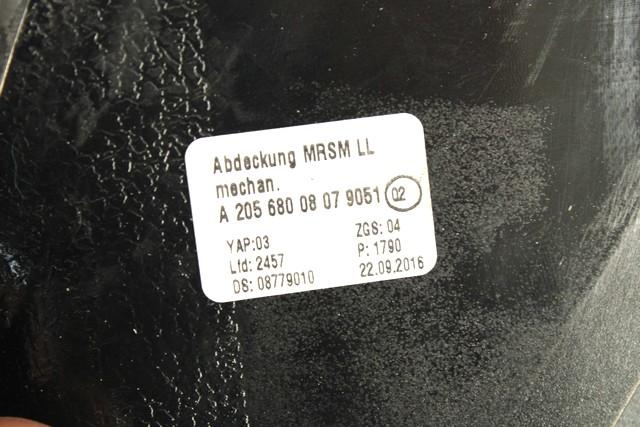 Abdeckung MRSM LL
mechan.
A 205 680 08 07 9051 02
YAP:03 ZGS: 04
Lfd: 2457 P: 1790
DS: 08779010 22.09.2016